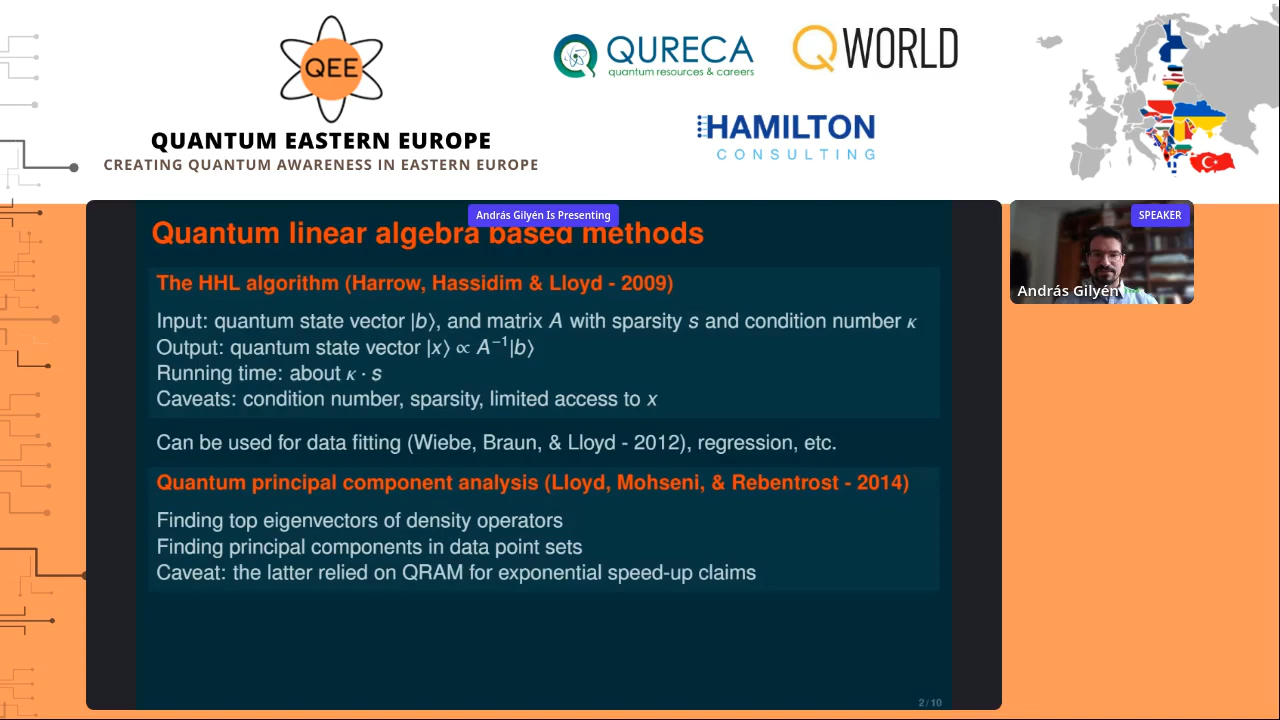 QEE
QUANTUM EASTERN EUROPE
CREATING QUANTUM AWARENESS IN EASTERN EUROPE
QURECA
quantum resources & careers
QWORLD
HAMILTON
CONSULTING
András Gilyén Is Presenting
SPEAKER
András Gilyén
Quantum linear algebra based methods
The HHL algorithm (Harrow, Hassidim & Lloyd - 2009)
Input: quantum state vector |b⟩, and matrix A with sparsity s and condition number κ
Output: quantum state vector |x⟩ ∝ A⁻¹|b⟩
Running time: about κ · s
Caveats: condition number, sparsity, limited access to x
Can be used for data fitting (Wiebe, Braun, & Lloyd - 2012), regression, etc.
Quantum principal component analysis (Lloyd, Mohseni, & Rebentrost - 2014)
Finding top eigenvectors of density operators
Finding principal components in data point sets
Caveat: the latter relied on QRAM for exponential speed-up claims
2/10